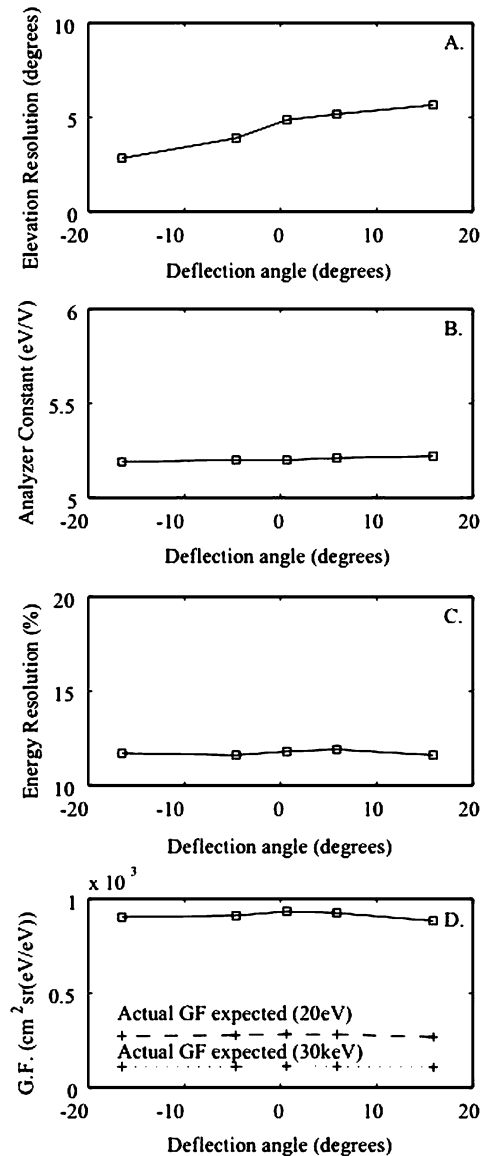 10
A.
5
0
-20 -10 0 10 20
Elevation Resolution (degrees)
Deflection angle (degrees)
6
B.
5.5
5
-20 -10 0 10 20
Analyzer Constant (eV/V)
Deflection angle (degrees)
20
C.
15
10
-20 -10 0 10 20
Energy Resolution (%)
Deflection angle (degrees)
x 10 3
1
D.
0.5
Actual GF expected (20eV)
Actual GF expected (30keV)
0
-20 -10 0 10 20
G.F. (cm 2 sr(eV/eV))
Deflection angle (degrees)